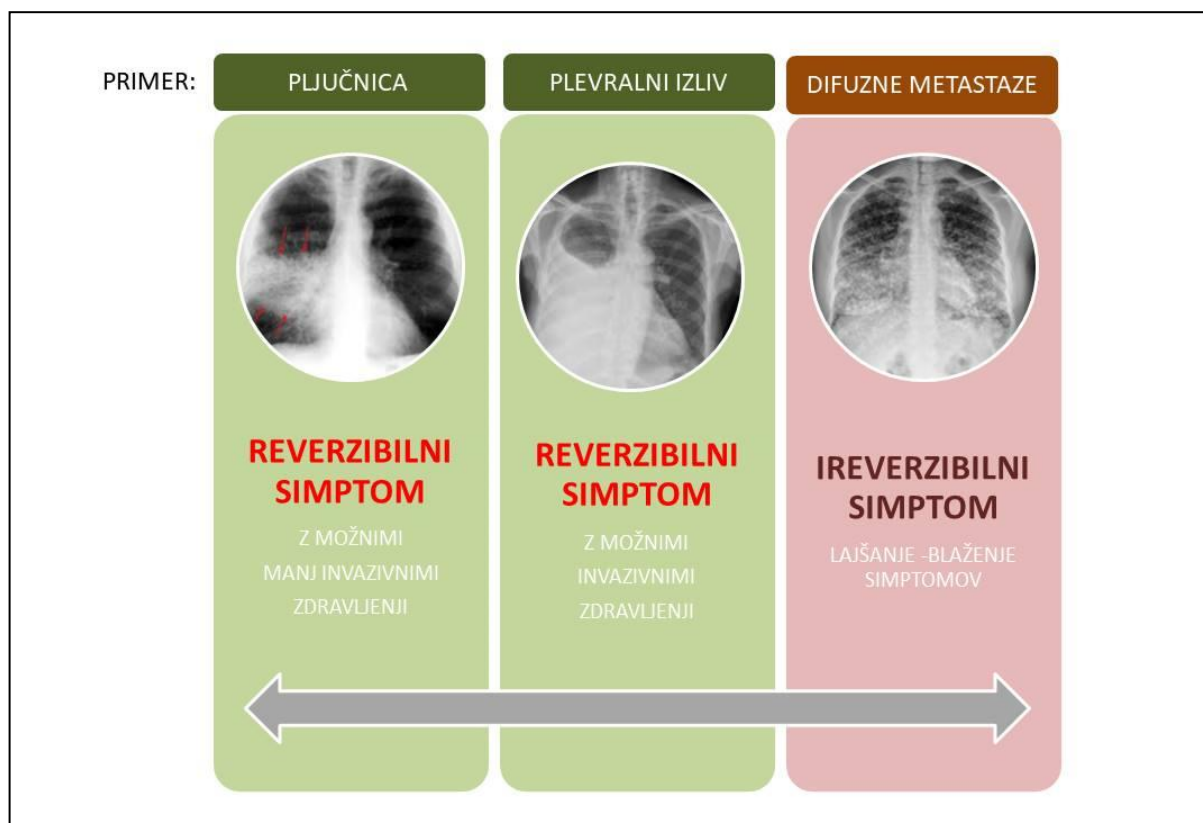 PRIMER:
PLJUČNICA
PLEVRALNI IZLIV
DIFUZNE METASTAZE
REVERZIBILNI
SIMPTOM
Z MOŽNIMI
MANJ INVAZIVNIMI
ZDRAVLJENJI
REVERZIBILNI
SIMPTOM
Z MOŽNIMI
INVAZIVNIMI
ZDRAVLJENJI
IREVERZIBILNI
SIMPTOM
LAJŠANJE -BLAŽENJE
SIMPTOMOV